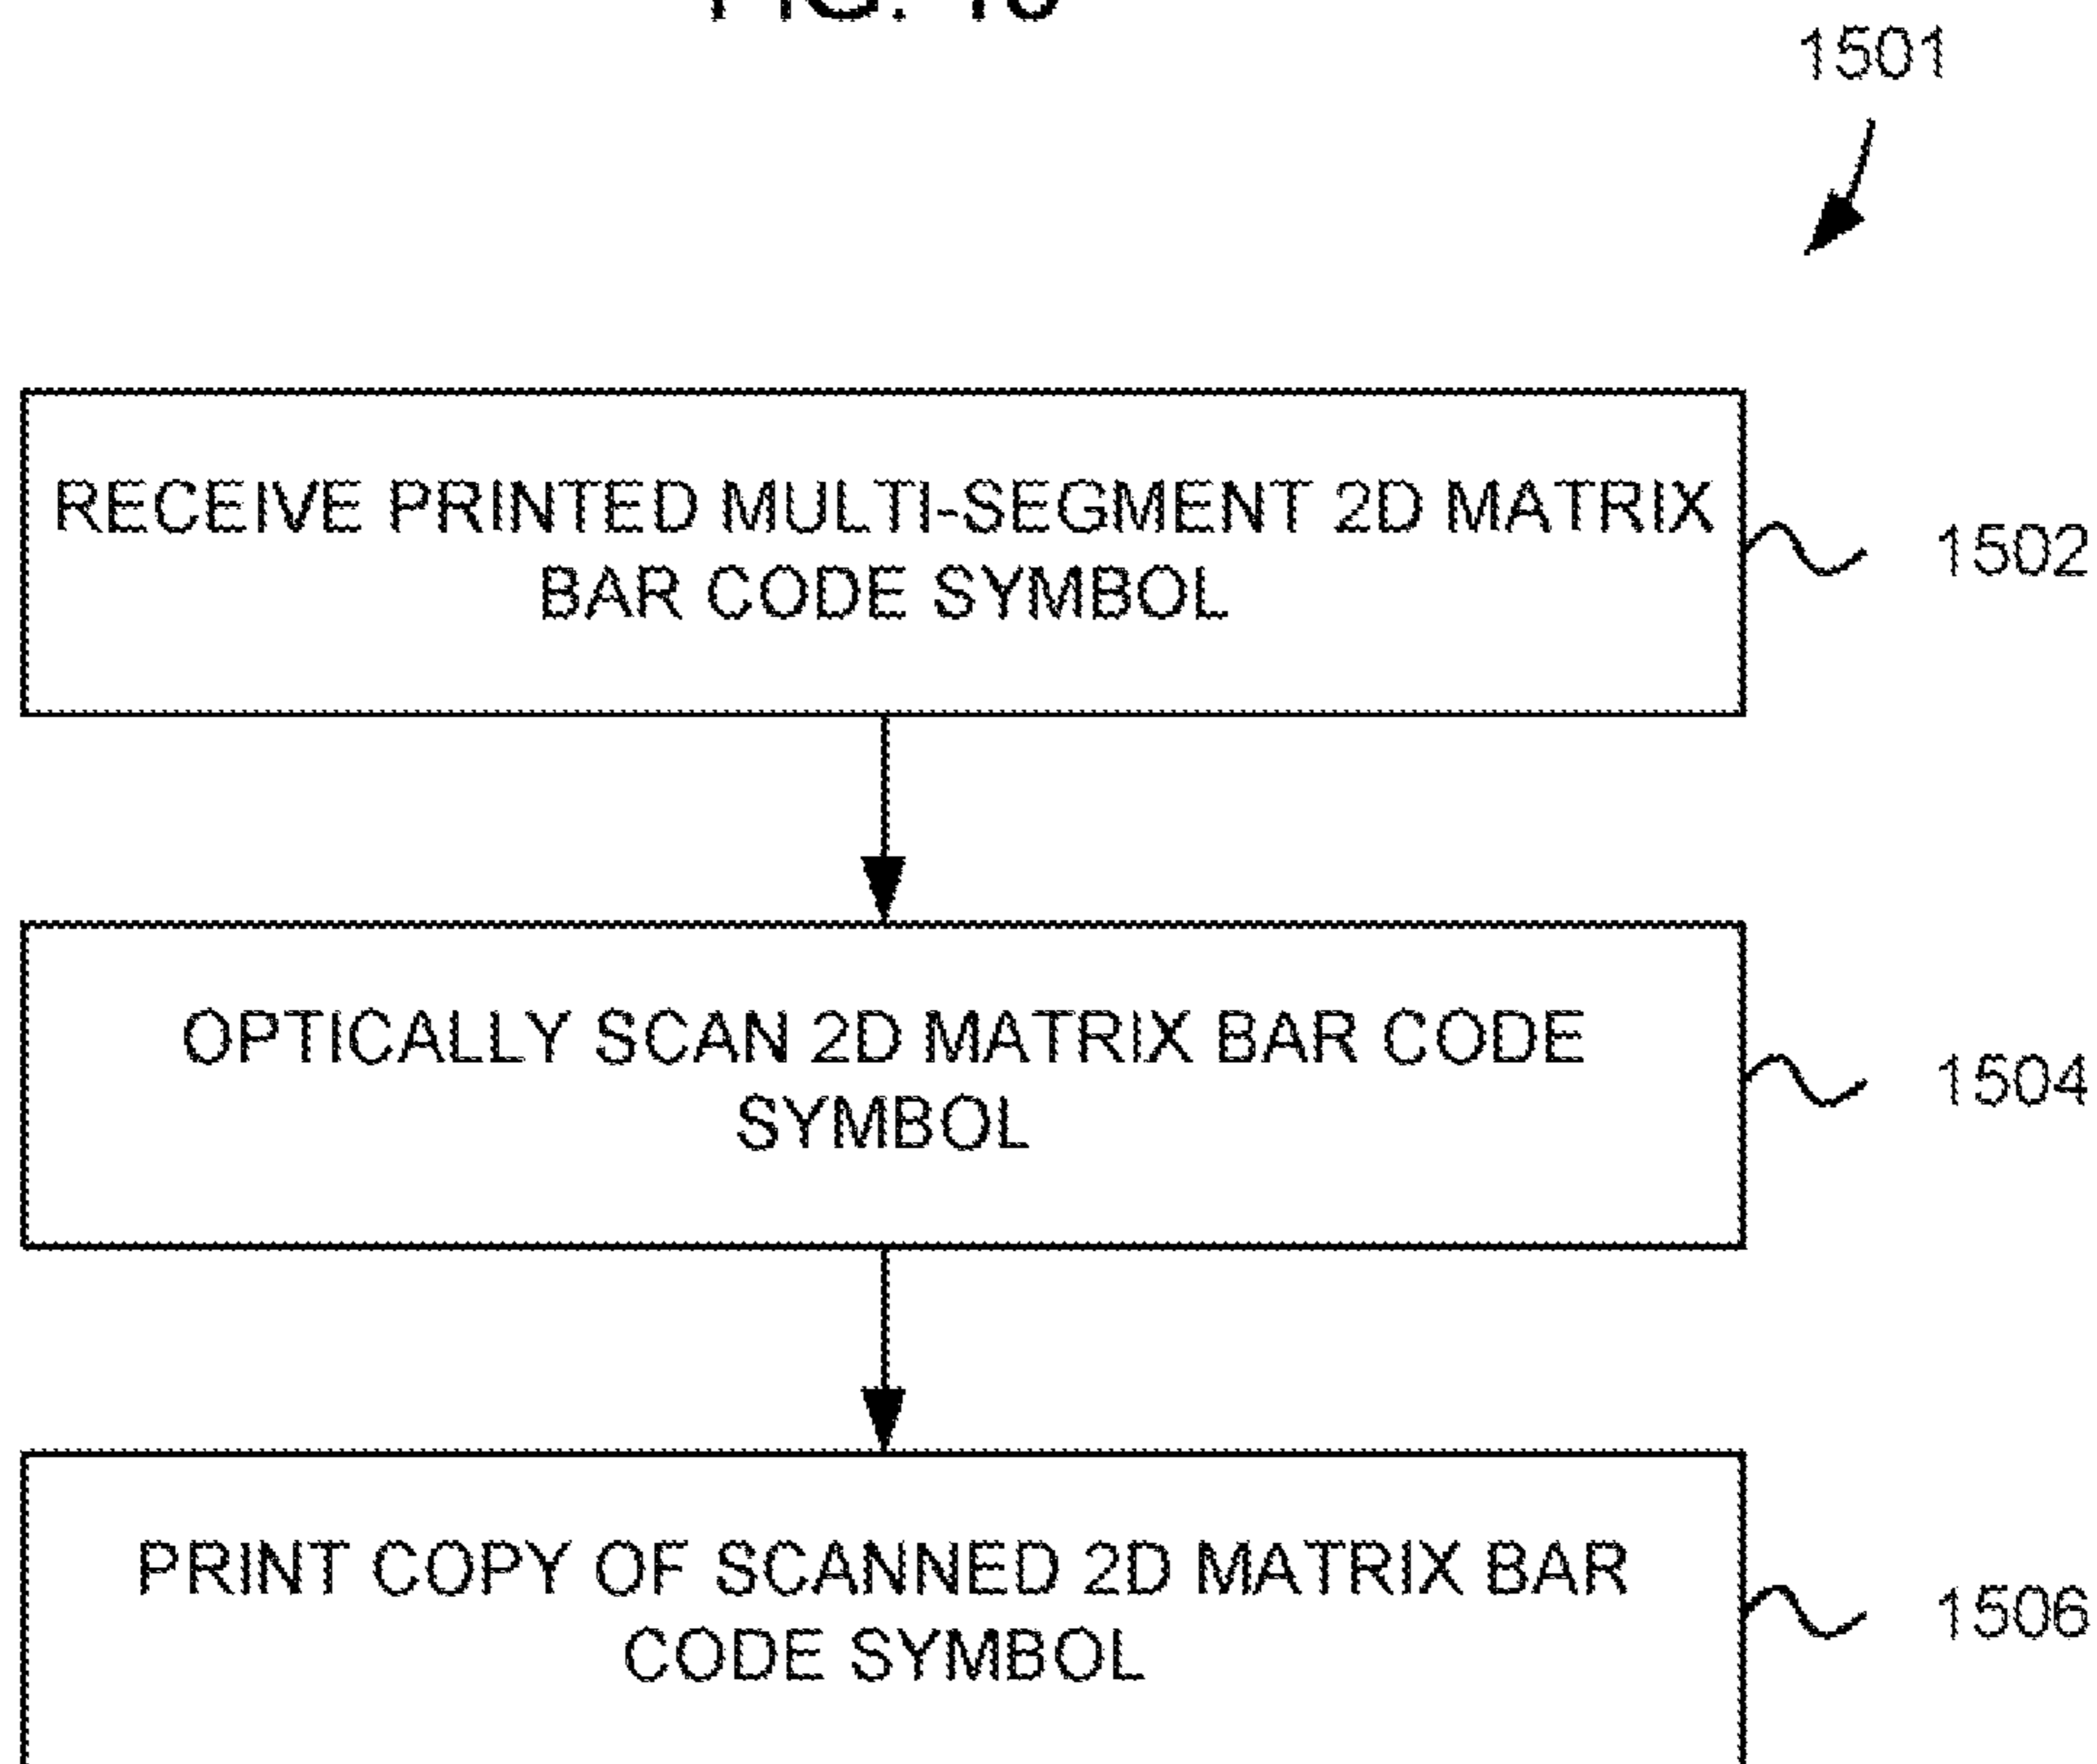 1501
RECEIVE PRINTED MULTI-SEGMENT 2D MATRIX
BAR CODE SYMBOL
1502
OPTICALLY SCAN 2D MATRIX BAR CODE
SYMBOL
1504
PRINT COPY OF SCANNED 2D MATRIX BAR
CODE SYMBOL
1506